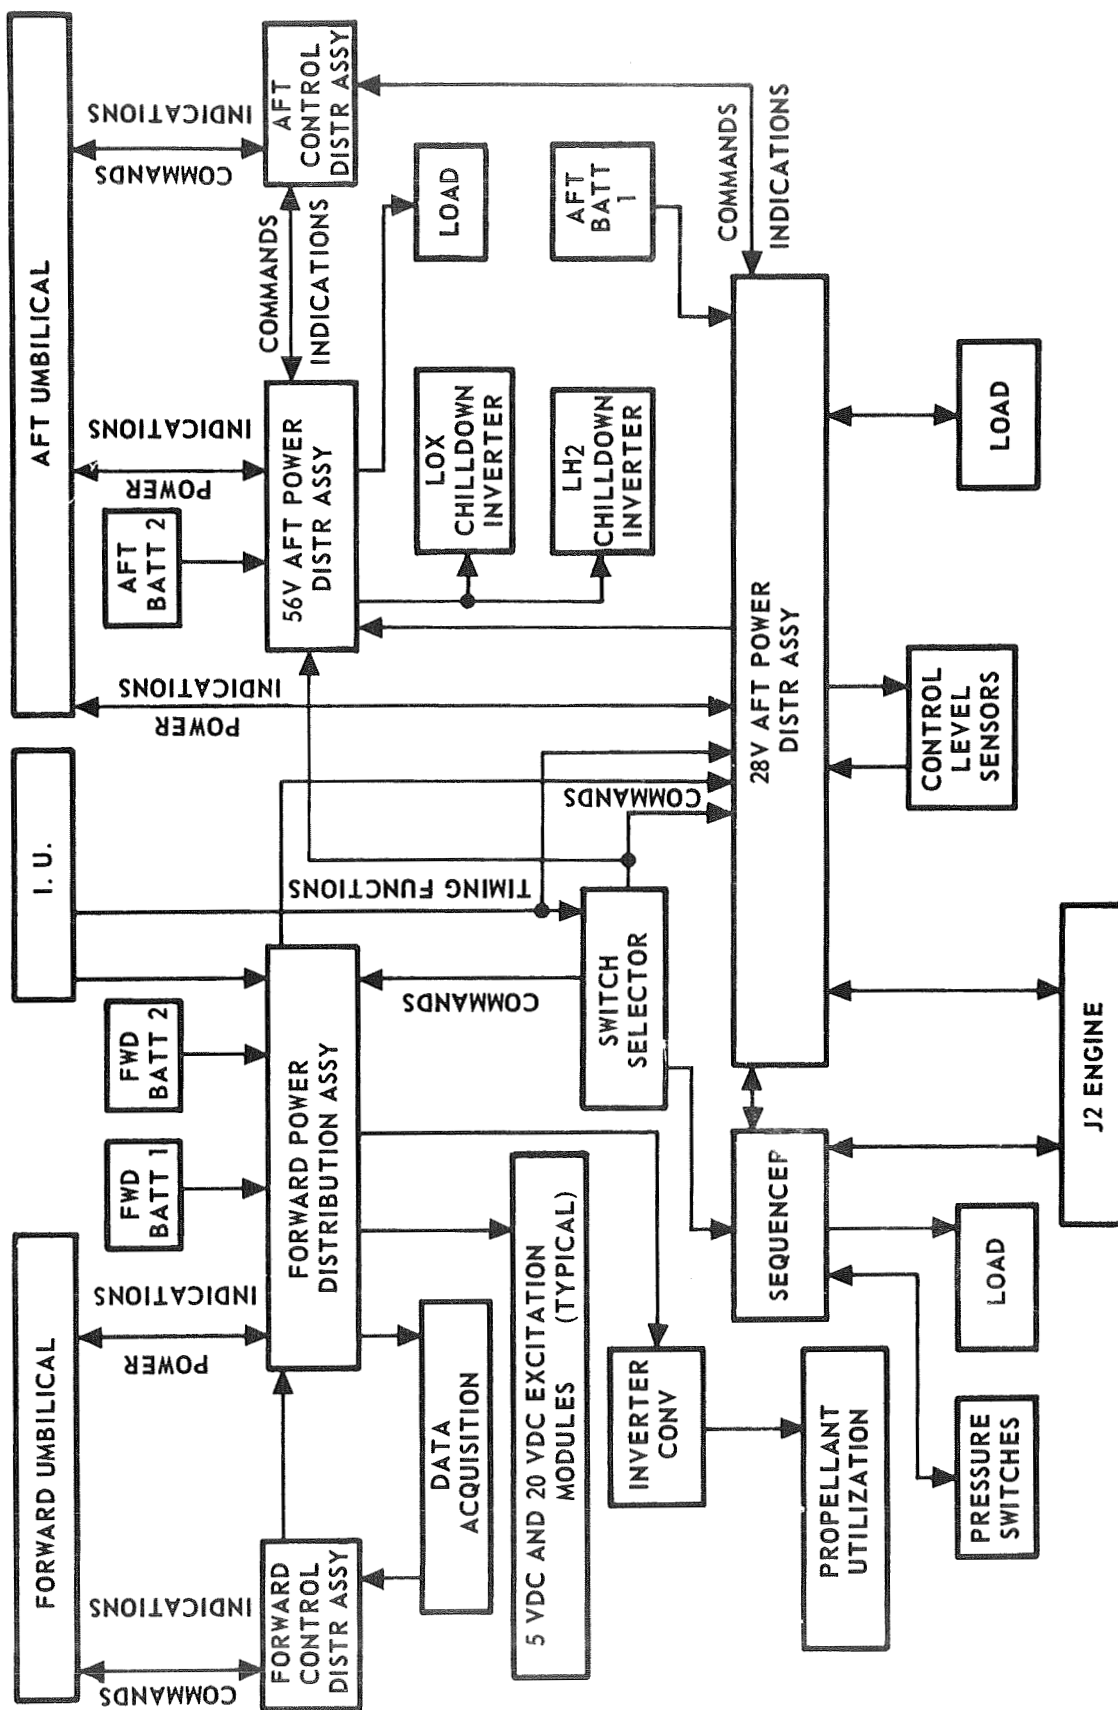 FORWARD UMBILICAL
I. U.
AFT UMBILICAL
COMMANDS
INDICATIONS
POWER
INDICATIONS
FWD
BATT 1
FWD
BATT 2
POWER
INDICATIONS
AFT
BATT 2
POWER
INDICATIONS
COMMANDS
INDICATIONS
FORWARD
CONTROL
DISTR ASSY
FORWARD POWER
DISTRIBUTION ASSY
TIMING FUNCTIONS
56V AFT POWER
DISTR ASSY
COMMANDS
INDICATIONS
AFT
CONTROL
DISTR ASSY
DATA
ACQUISITION
LOX
CHILLDOWN
INVERTER
LOAD
5 VDC AND 20 VDC EXCITATION
MODULES (TYPICAL)
COMMANDS
LH2
CHILLDOWN
INVERTER
AFT
BATT
1
INVERTER
CONV
SWITCH
SELECTOR
COMMANDS
COMMANDS
INDICATIONS
PROPELLANT
UTILIZATION
SEQUENCER
28V AFT POWER
DISTR ASSY
PRESSURE
SWITCHES
LOAD
CONTROL
LEVEL
SENSORS
LOAD
J2 ENGINE